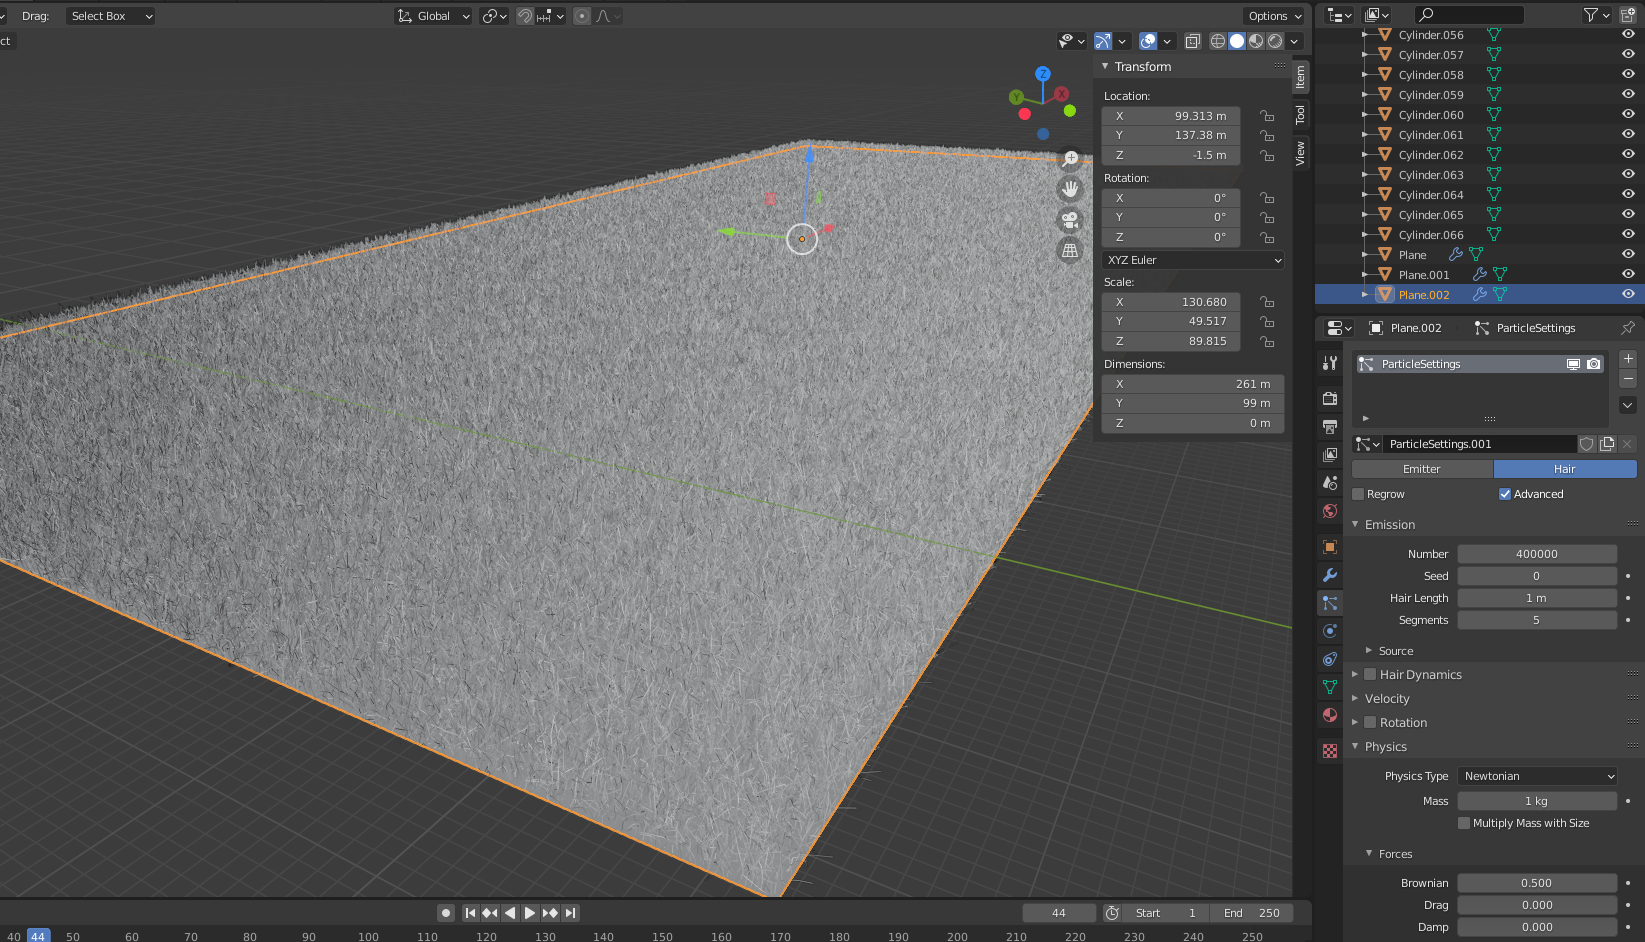 Drag:
Select Box
Global
Options
ct
Z
Y
X
Transform
Location:
X 99.313 m
Y 137.38 m
Z -1.5 m
Rotation:
X 0°
Y 0°
Z 0°
XYZ Euler
Scale:
X 130.680
Y 49.517
Z 89.815
Dimensions:
X 261 m
Y 99 m
Z 0 m
Item
Tool
View
Cylinder.056
Cylinder.057
Cylinder.058
Cylinder.059
Cylinder.060
Cylinder.061
Cylinder.062
Cylinder.063
Cylinder.064
Cylinder.065
Cylinder.066
Plane
Plane.001
Plane.002
Plane.002 ParticleSettings
ParticleSettings
ParticleSettings.001
Emitter Hair
Regrow Advanced
Emission
Number 400000
Seed 0
Hair Length 1 m
Segments 5
Source
Hair Dynamics
Velocity
Rotation
Physics
Physics Type Newtonian
Mass 1 kg
Multiply Mass with Size
Forces
Brownian 0.500
Drag 0.000
Damp 0.000
44 Start 1 End 250
40 44 50 60 70 80 90 100 110 120 130 140 150 160 170 180 190 200 210 220 230 240 250